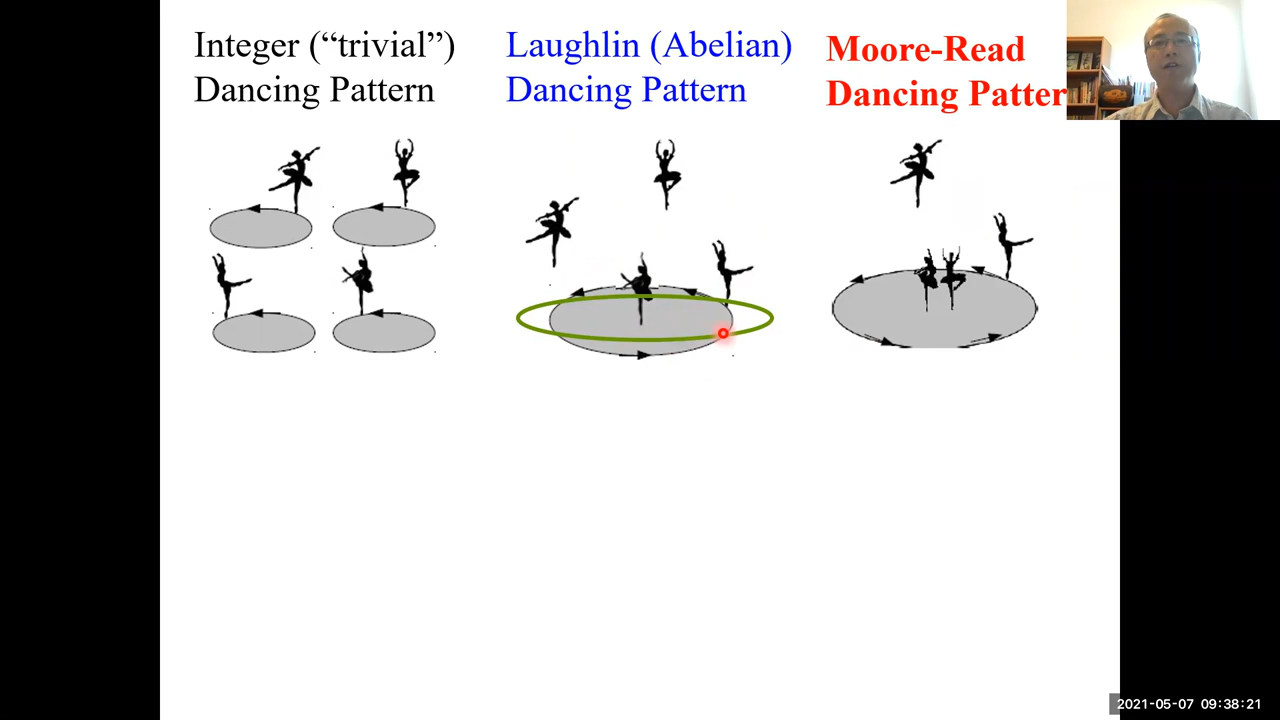 Integer (“trivial”)
Dancing Pattern
Laughlin (Abelian)
Dancing Pattern
Moore-Read
Dancing Patter
2021-05-07 09:38:21